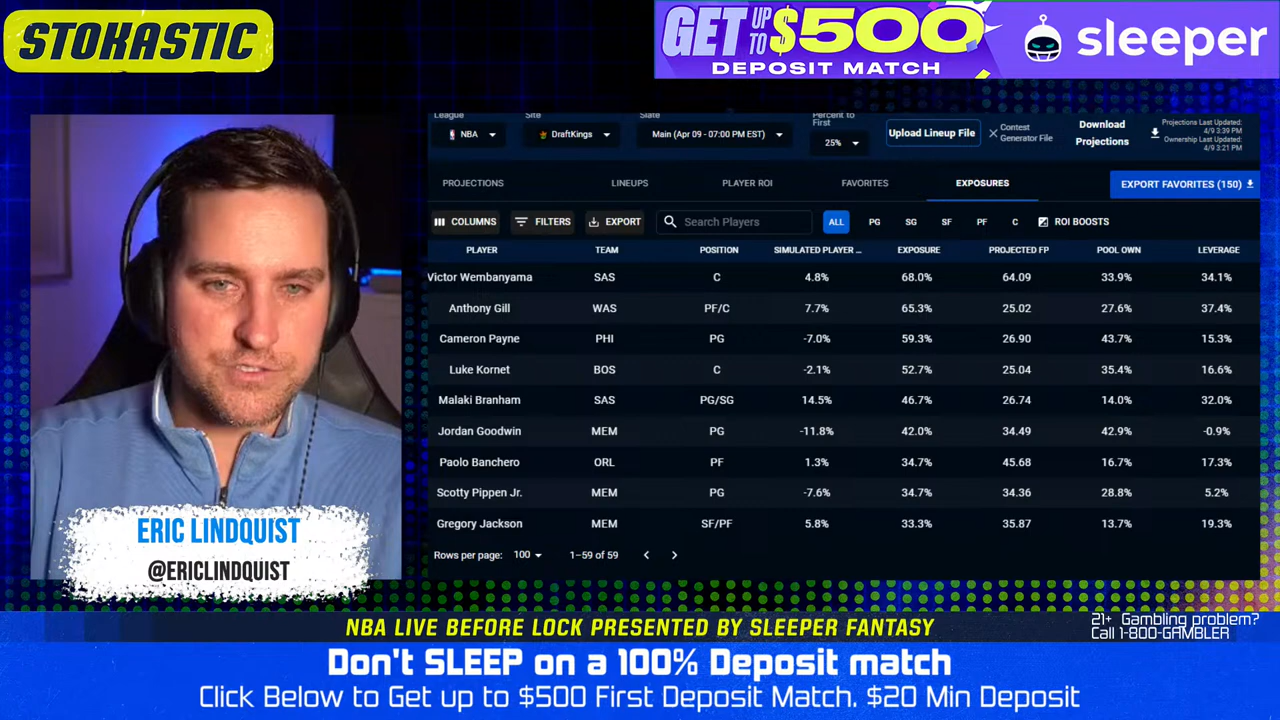 STOKASTIC
GET UP TO $500
DEPOSIT MATCH
sleeper
League
Site
Slate
Percent to First
NBA
DraftKings
Main (Apr 09 - 07:00 PM EST)
25%
Upload Lineup File
Contest Generator File
Download Projections
Projections Last Updated: 4/9 3:39 PM
Ownership Last Updated: 4/9 3:21 PM
PROJECTIONS LINEUPS PLAYER ROI FAVORITES EXPOSURES EXPORT FAVORITES (150)
COLUMNS FILTERS EXPORT Search Players ALL PG SG SF PF C ROI BOOSTS
PLAYER TEAM POSITION SIMULATED PLAYER ... EXPOSURE PROJECTED FP POOL OWN LEVERAGE
Victor Wembanyama SAS C 4.8% 68.0% 64.09 33.9% 34.1%
Anthony Gill WAS PF/C 7.7% 65.3% 25.02 27.6% 37.4%
Cameron Payne PHI PG -7.0% 59.3% 26.90 43.7% 15.3%
Luke Kornet BOS C -2.1% 52.7% 25.04 35.4% 16.6%
Malaki Branham SAS PG/SG 14.5% 46.7% 26.74 14.0% 32.0%
Jordan Goodwin MEM PG -11.8% 42.0% 34.49 42.9% -0.9%
Paolo Banchero ORL PF 1.3% 34.7% 45.68 16.7% 17.3%
Scotty Pippen Jr. MEM PG -7.6% 34.7% 34.36 28.8% 5.2%
Gregory Jackson MEM SF/PF 5.8% 33.3% 35.87 13.7% 19.3%
Rows per page: 100 1–59 of 59
ERIC LINDQUIST
@ERICLINDQUIST
NBA LIVE BEFORE LOCK PRESENTED BY SLEEPER FANTASY
21+ Gambling problem?
Call 1-800-GAMBLER
Don't SLEEP on a 100% Deposit match
Click Below to Get up to $500 First Deposit Match. $20 Min Deposit